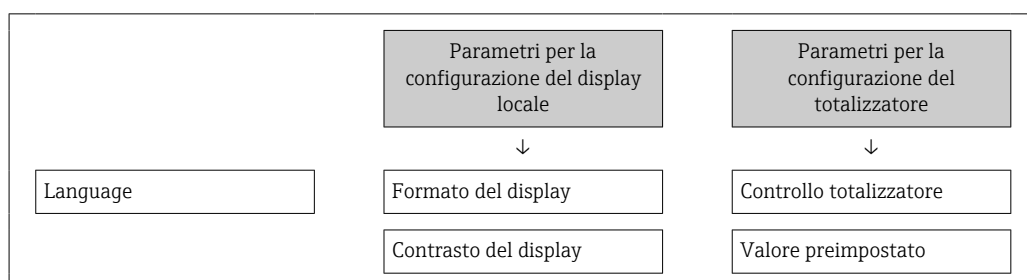 Parametri per la
configurazione del display
locale
Parametri per la
configurazione del
totalizzatore
↓
↓
Language
Formato del display
Controllo totalizzatore
Contrasto del display
Valore preimpostato